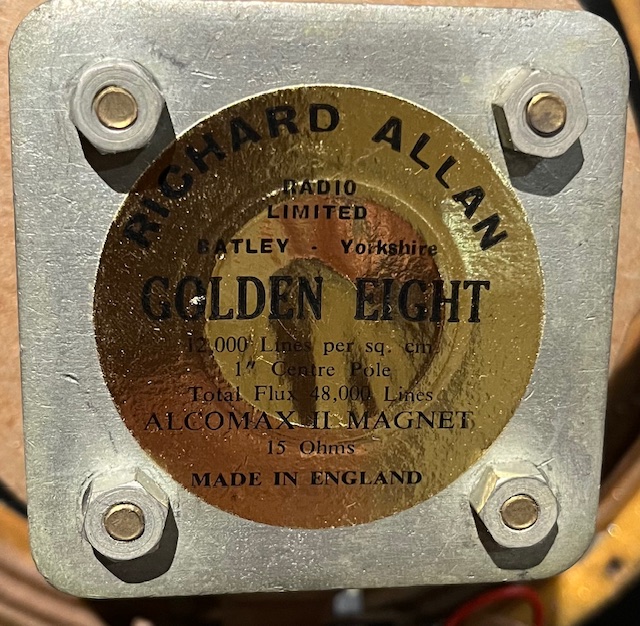 RICHARD ALLAN
RADIO
LIMITED
BATLEY - Yorkshire
GOLDEN EIGHT
12,000 Lines per sq. cm.
1" Centre Pole
Total Flux 48,000 Lines
ALCOMAX II MAGNET
15 Ohms
MADE IN ENGLAND